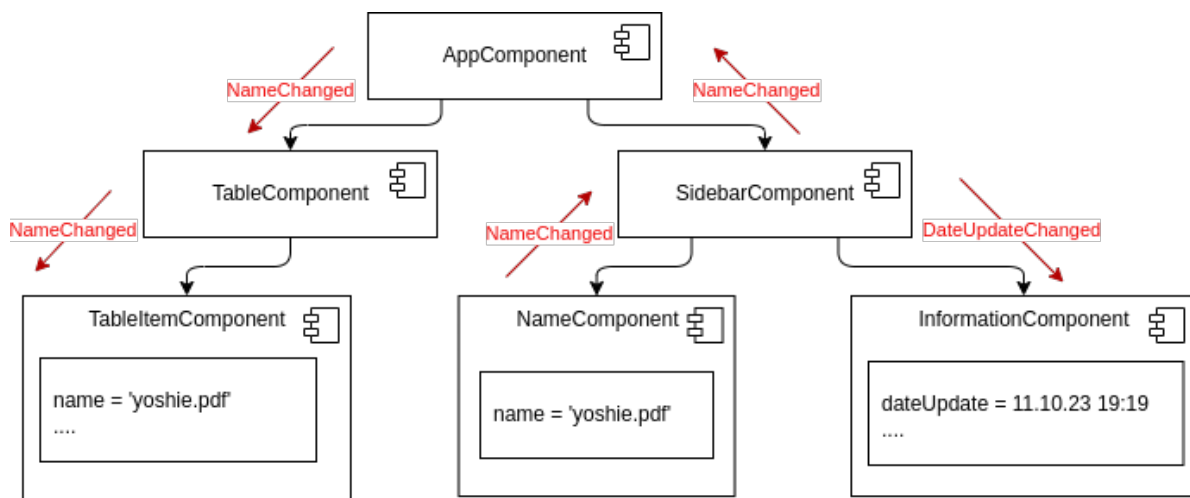 AppComponent
NameChanged
NameChanged
TableComponent
SidebarComponent
NameChanged
NameChanged
DateUpdateChanged
TableItemComponent
name = 'yoshie.pdf'
....
NameComponent
name = 'yoshie.pdf'
InformationComponent
dateUpdate = 11.10.23 19:19
....